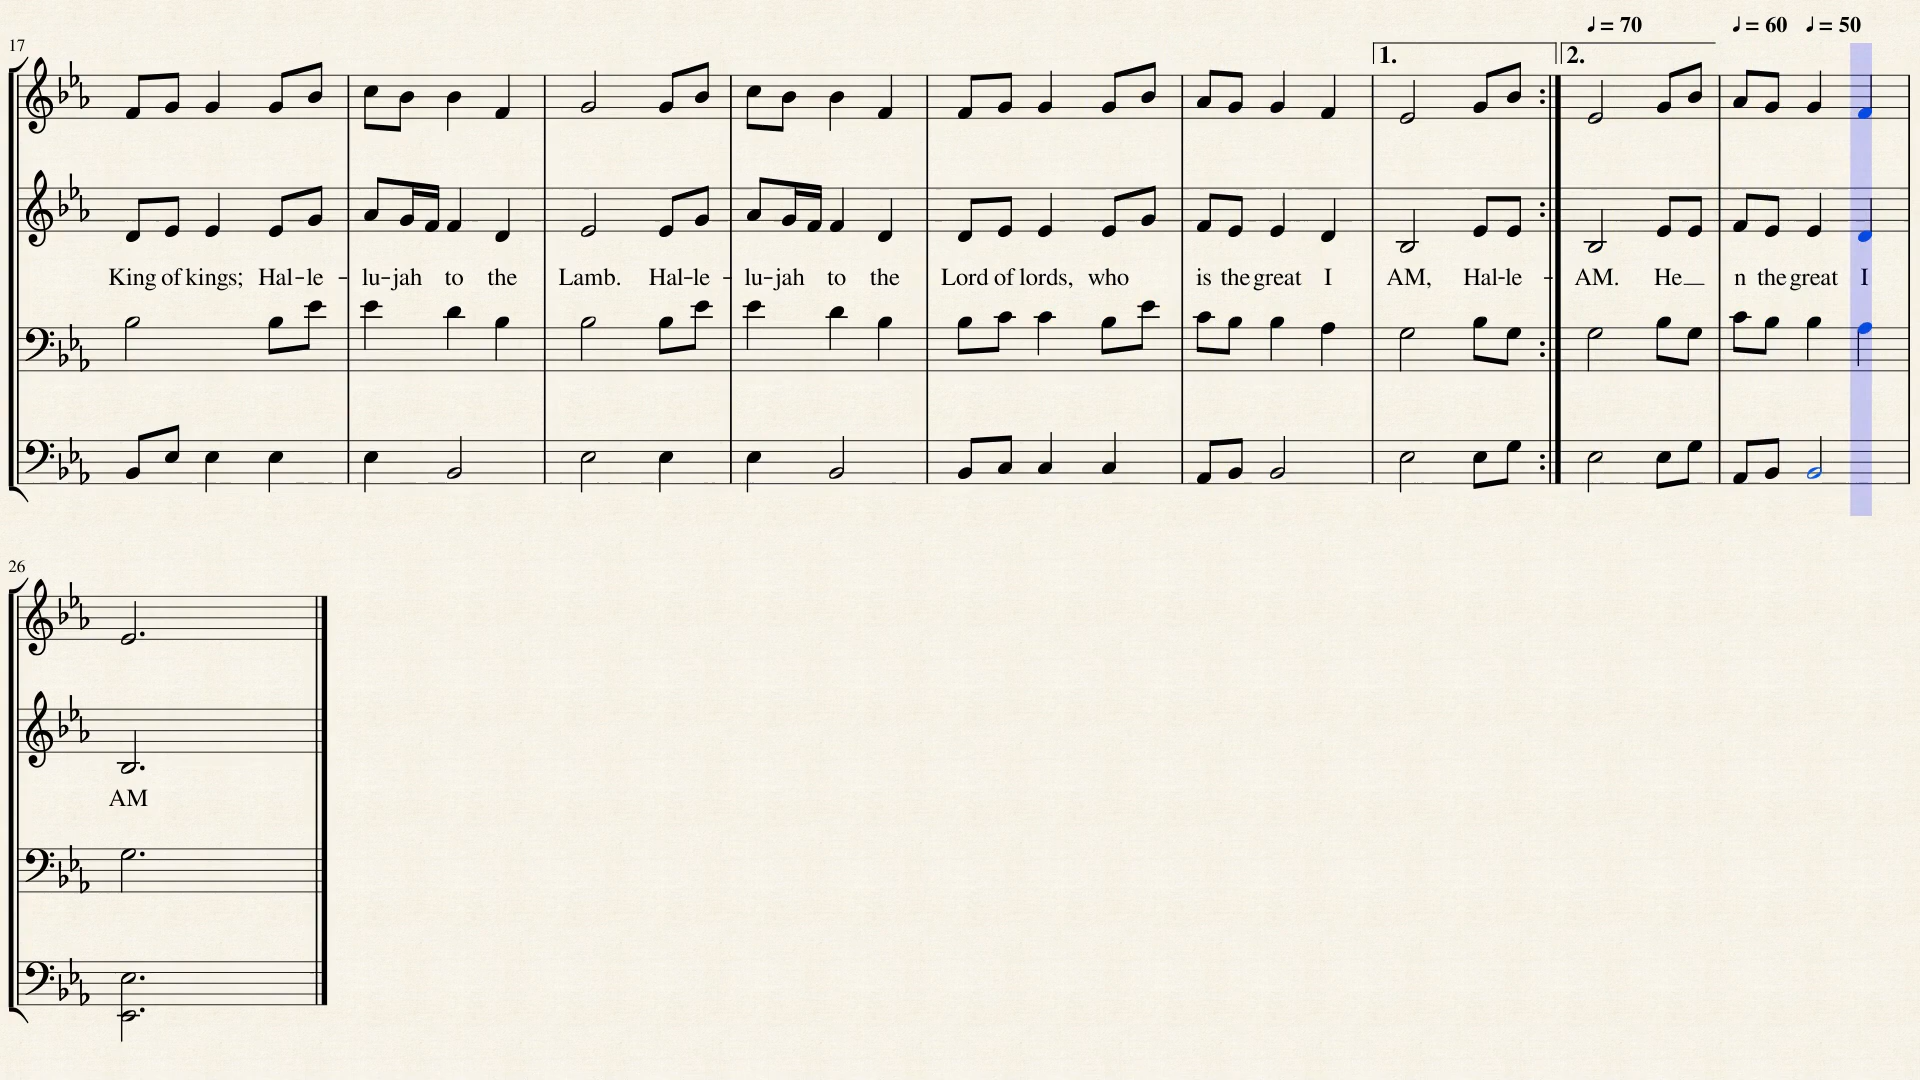 ♩ = 70 ♩ = 60 ♩ = 50
17
1. 2.
King of kings; Hal-le - lu-jah to the Lamb. Hal-le - lu-jah to the Lord of lords, who is the great I AM, Hal-le - AM. He_ n the great I
26
AM